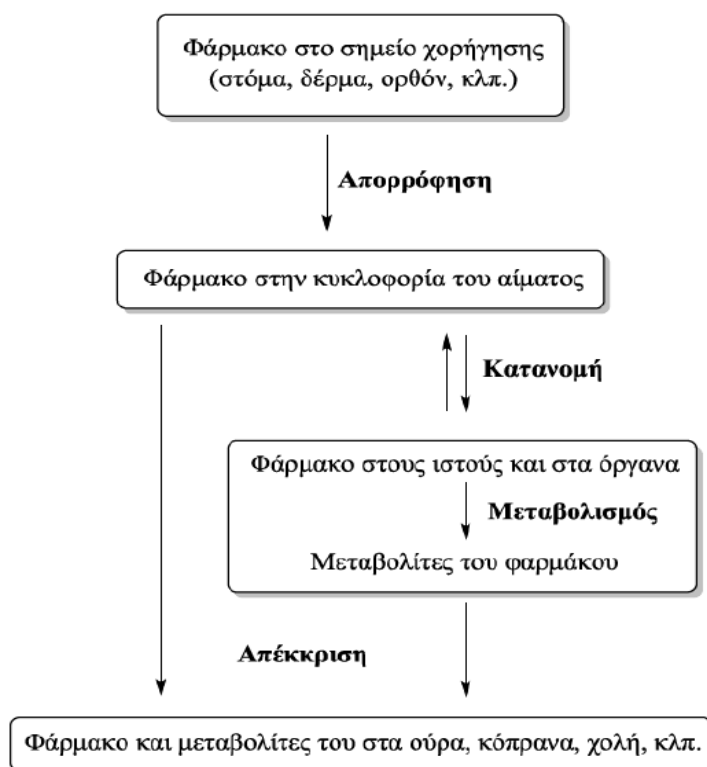 Φάρμακο στο σημείο χορήγησης
(στόμα, δέρμα, ορθόν, κλπ.)
Απορρόφηση
Φάρμακο στην κυκλοφορία του αίματος
Κατανομή
Φάρμακο στους ιστούς και στα όργανα
Μεταβολισμός
Μεταβολίτες του φαρμάκου
Απέκκριση
Φάρμακο και μεταβολίτες του στα ούρα, κόπρανα, χολή, κλπ.